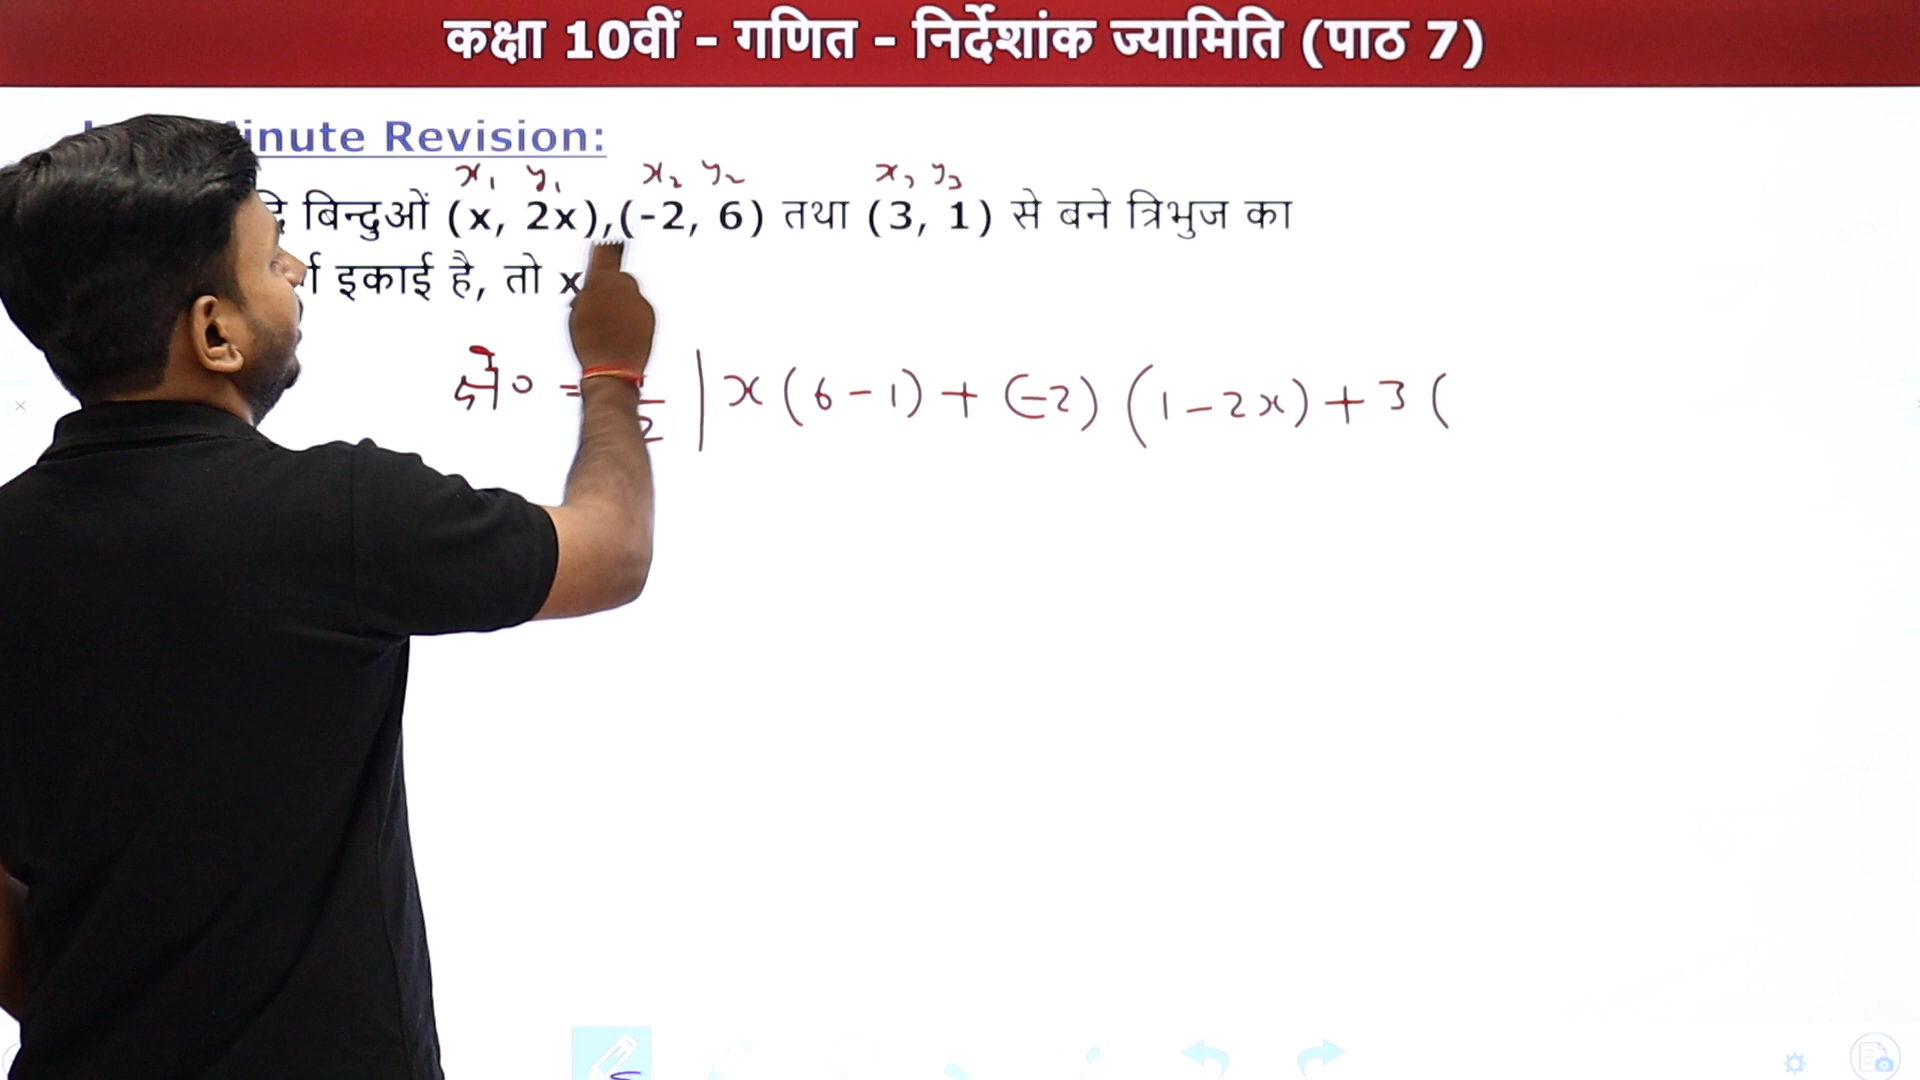 कक्षा 10वीं - गणित - निर्देशांक ज्यामिति (पाठ 7)
Revision:
x₁ y₁ x₂ y₂ x₃ y₃
बिन्दुओं (x, 2x),(-2, 6) तथा (3, 1) से बने त्रिभुज का
इकाई है, तो x
क्षे० = 2 | x (6 - 1) + (-2) (1 - 2x) + 3 (